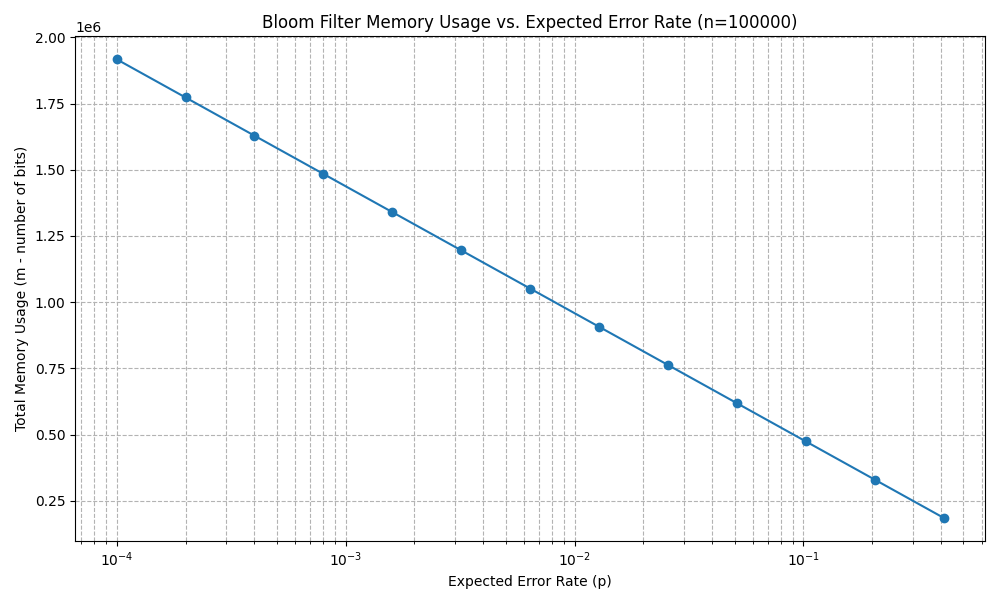 Bloom Filter Memory Usage vs. Expected Error Rate (n=100000)
1e6
2.00
1.75
1.50
1.25
1.00
0.75
0.50
0.25
Total Memory Usage (m - number of bits)
10⁻⁴ 10⁻³ 10⁻² 10⁻¹
Expected Error Rate (p)